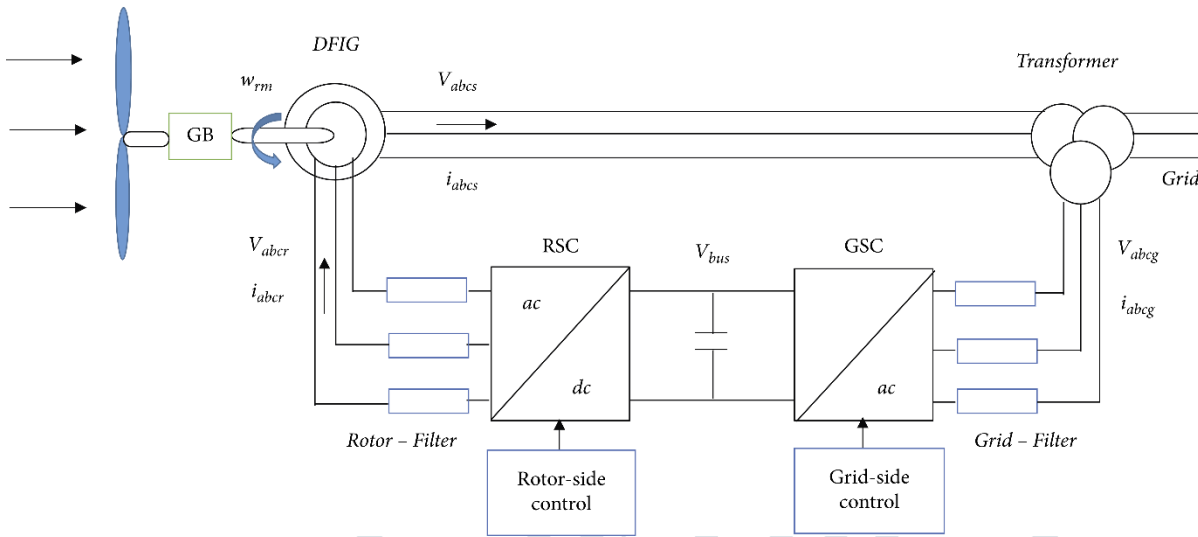 DFIG
Transformer
w_rm
V_abcs
GB
i_abcs
Grid
V_abcr
RSC
V_bus
GSC
V_abcg
i_abcr
ac
i_abcg
dc
ac
Rotor – Filter
Grid – Filter
Rotor-side
control
Grid-side
control